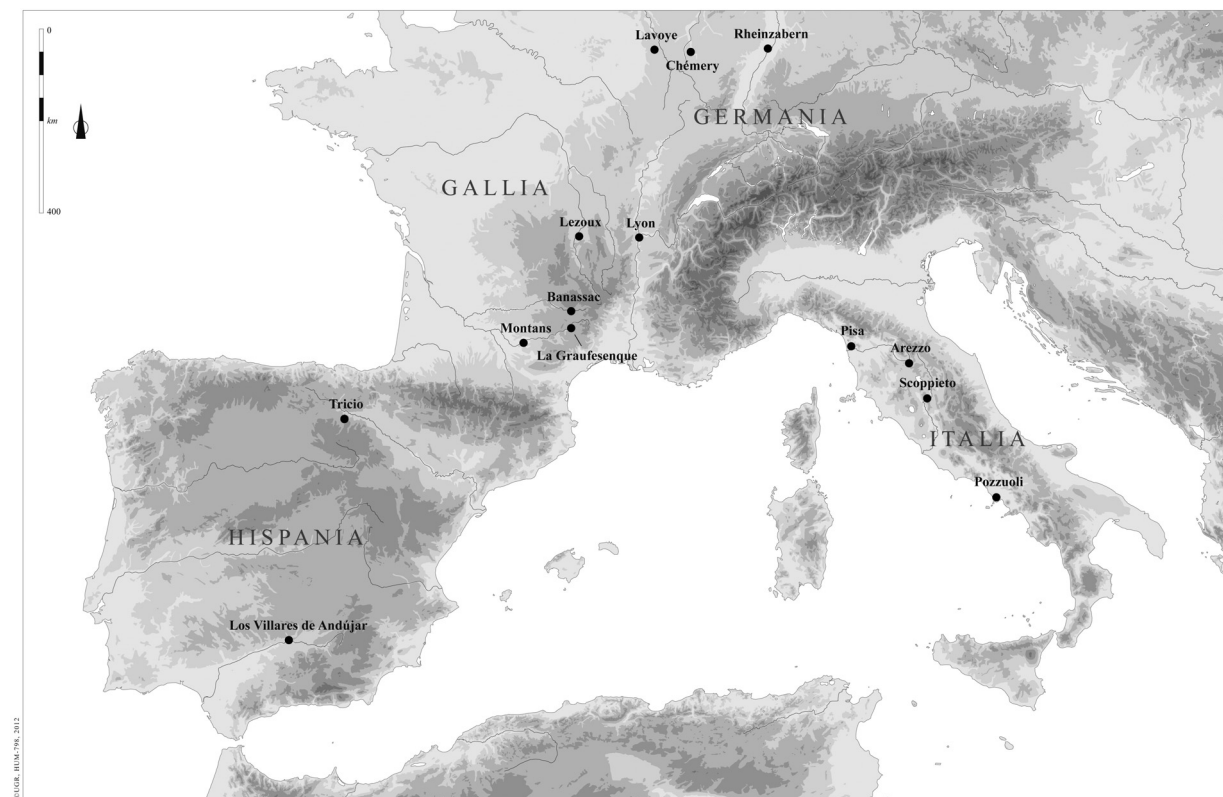 0
km
400
Lavoye
Chémery
Rheinzabern
GERMANIA
GALLIA
Lezoux
Lyon
Banassac
Montans
La Graufesenque
Pisa
Arezzo
Scoppieto
Tricio
ITALIA
Pozzuoli
HISPANIA
Los Villares de Andújar
©UGR, HUM-798, 2012